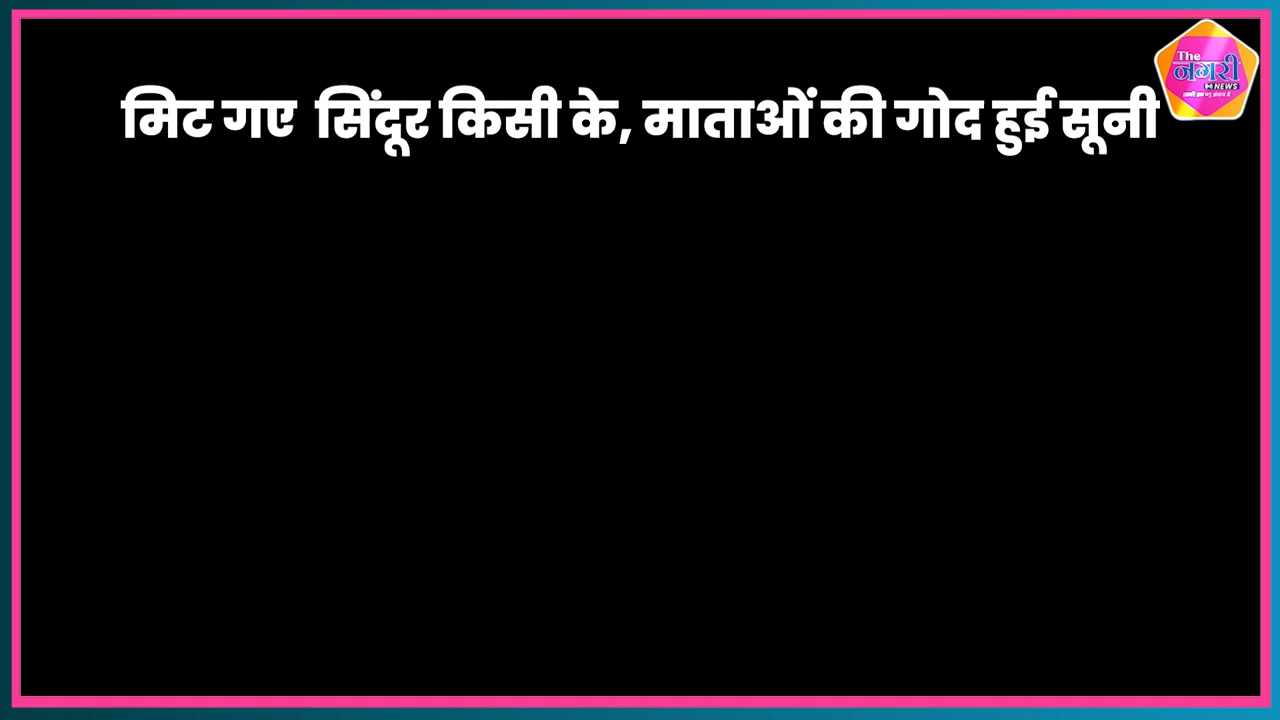 मिट गए सिंदूर किसी के, माताओं की गोद हुई सूनी
The
नगरी
NEWS